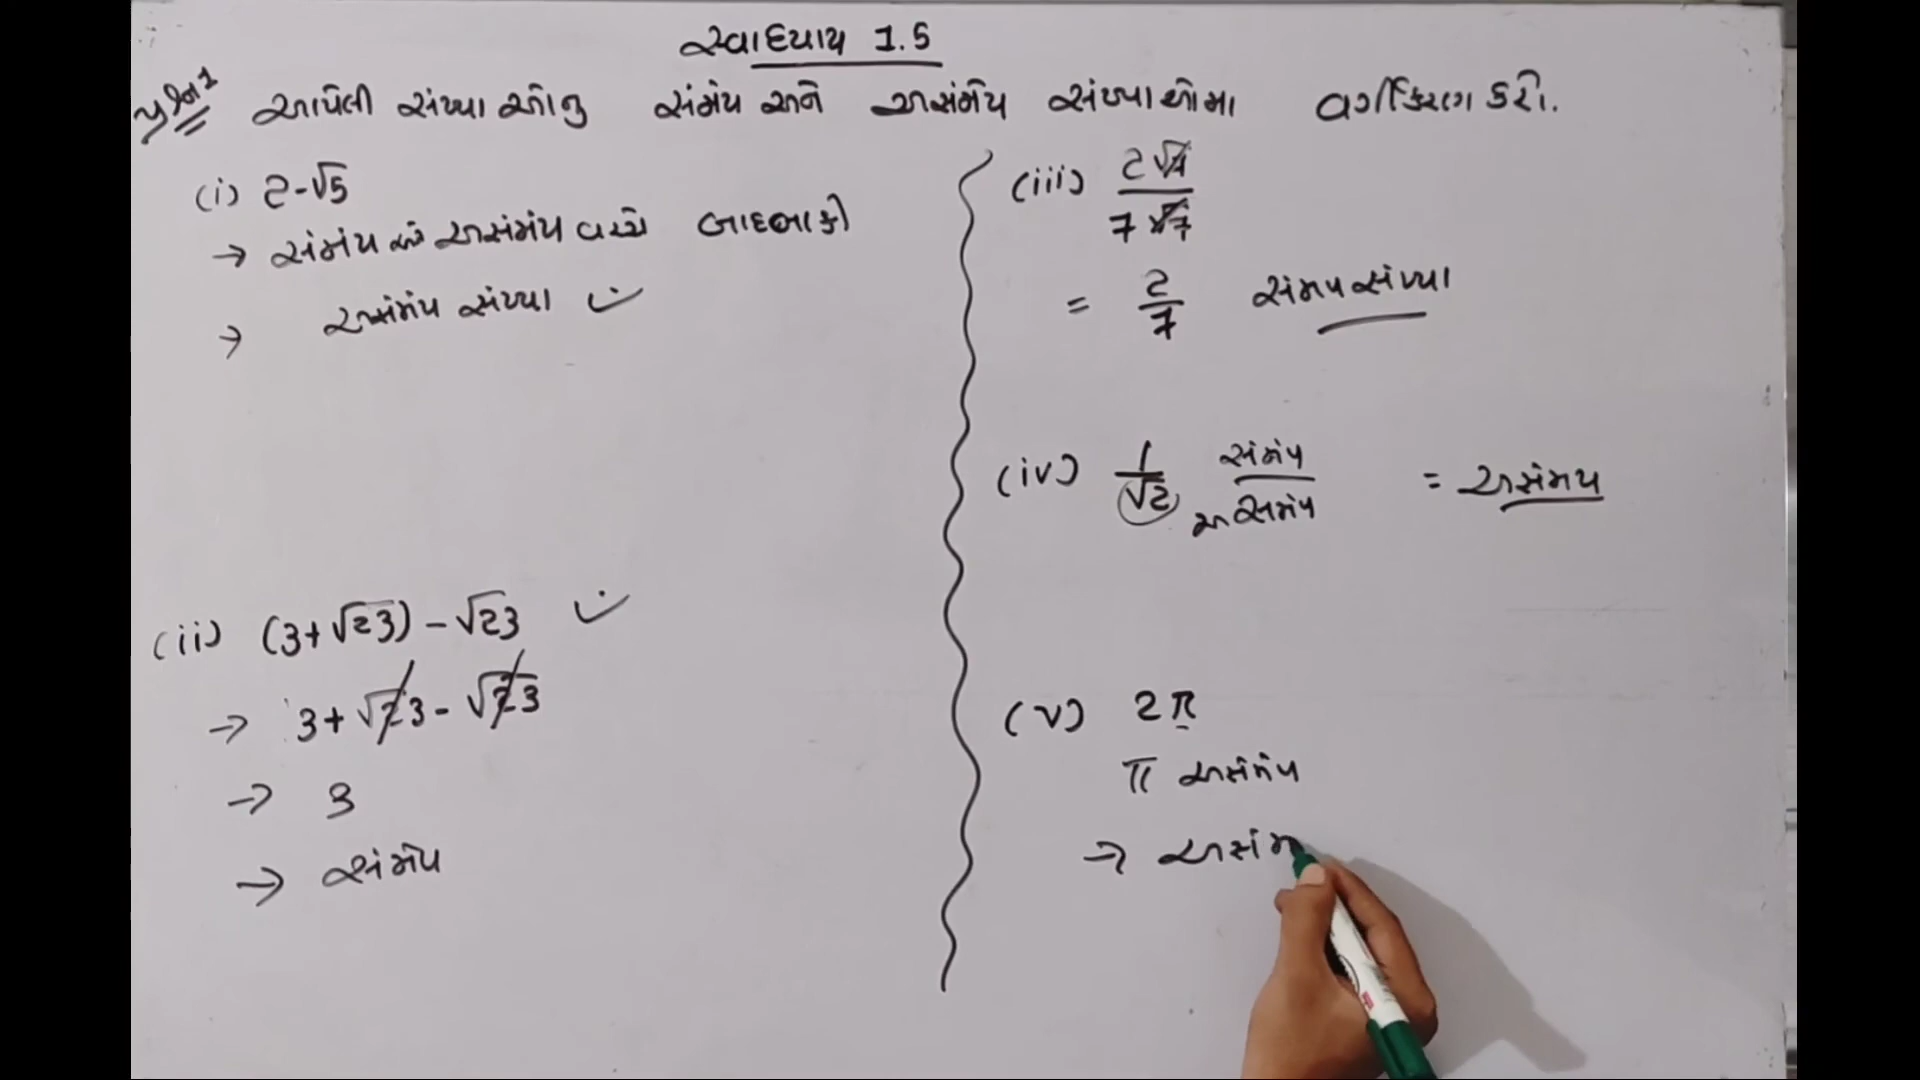 સ્વાધ્યાય 1.5
પ્રશ્ન 1 આપેલી સંખ્યાઓનુ સંમેય અને અસંમેય સંખ્યાઓમા વર્ગીકરણ કરો.
(i) 2-√5
→ સંમેય અને અસંમેય વચ્ચે બાદબાકી
→ અસંમેય સંખ્યા
(ii) (3+√23) - √23
→ 3+√23 - √23
→ 3
→ સંમેય
(iii) 2√7 / 7√7
= 2/7 સંમેય સંખ્યા
(iv) 1/√2 સંમેય / અસંમેય = અસંમેય
(v) 2π
π અસંમેય
→ અસંમ